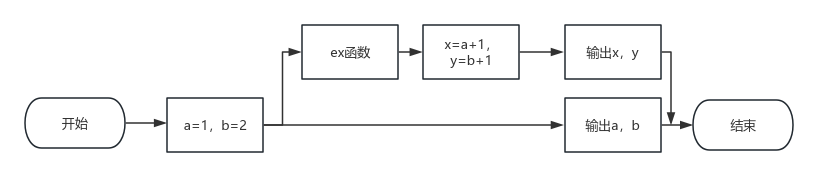 开始
a=1，b=2
ex函数
x=a+1，
y=b+1
输出x，y
输出a，b
结束